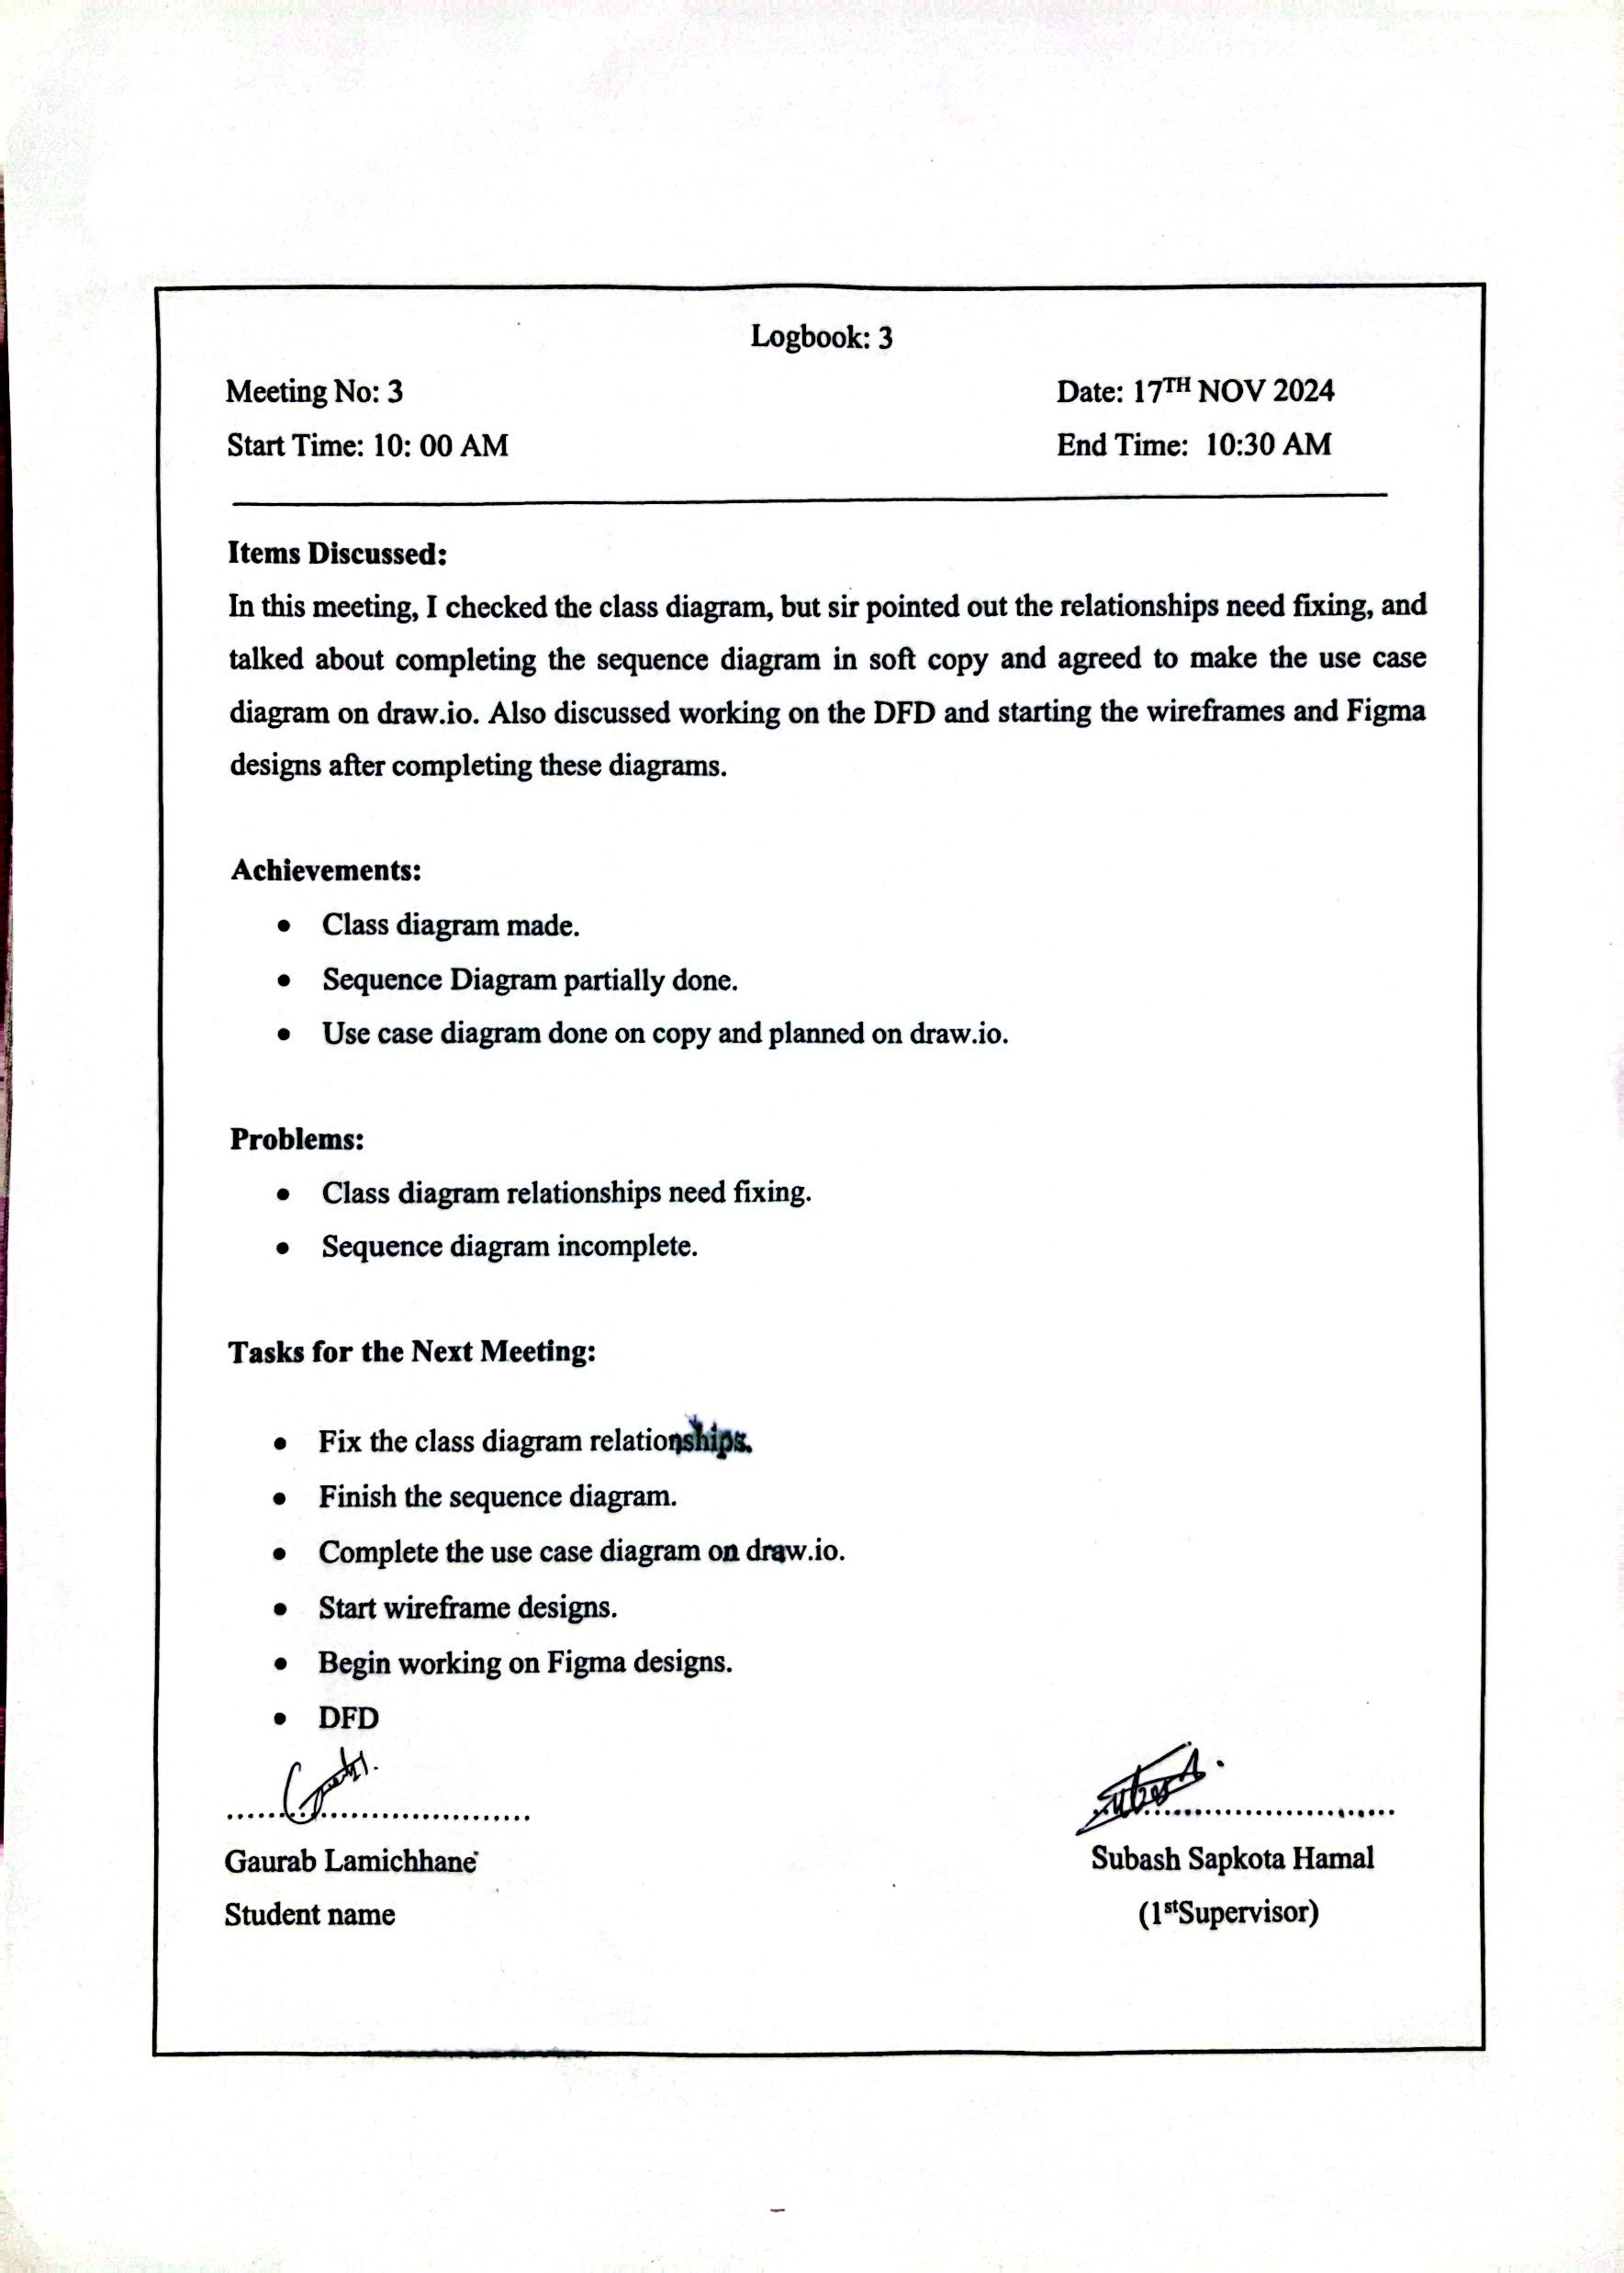 Logbook: 3
Meeting No: 3 Date: 17TH NOV 2024
Start Time: 10: 00 AM End Time: 10:30 AM
Items Discussed:
In this meeting, I checked the class diagram, but sir pointed out the relationships need fixing, and
talked about completing the sequence diagram in soft copy and agreed to make the use case
diagram on draw.io. Also discussed working on the DFD and starting the wireframes and Figma
designs after completing these diagrams.
Achievements:
• Class diagram made.
• Sequence Diagram partially done.
• Use case diagram done on copy and planned on draw.io.
Problems:
• Class diagram relationships need fixing.
• Sequence diagram incomplete.
Tasks for the Next Meeting:
• Fix the class diagram relationships.
• Finish the sequence diagram.
• Complete the use case diagram on draw.io.
• Start wireframe designs.
• Begin working on Figma designs.
• DFD
Gaurab Lamichhane Subash Sapkota Hamal
Student name (1stSupervisor)